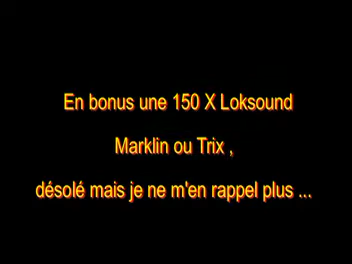 En bonus une 150 X Loksound
Marklin ou Trix ,
désolé mais je ne m'en rappel plus ...